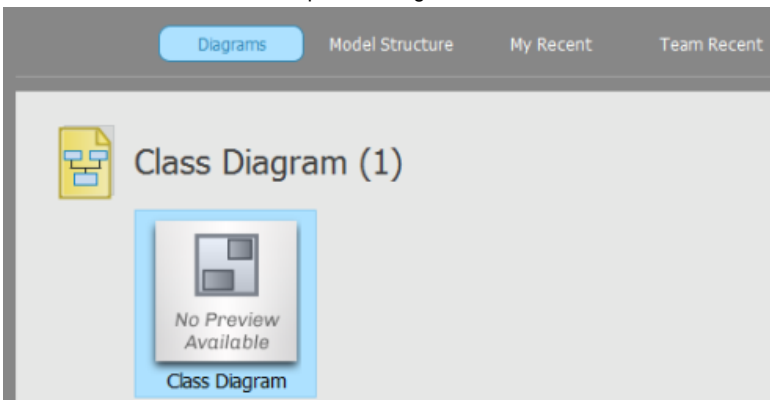 Diagrams Model Structure My Recent Team Recent
Class Diagram (1)
No Preview
Available
Class Diagram